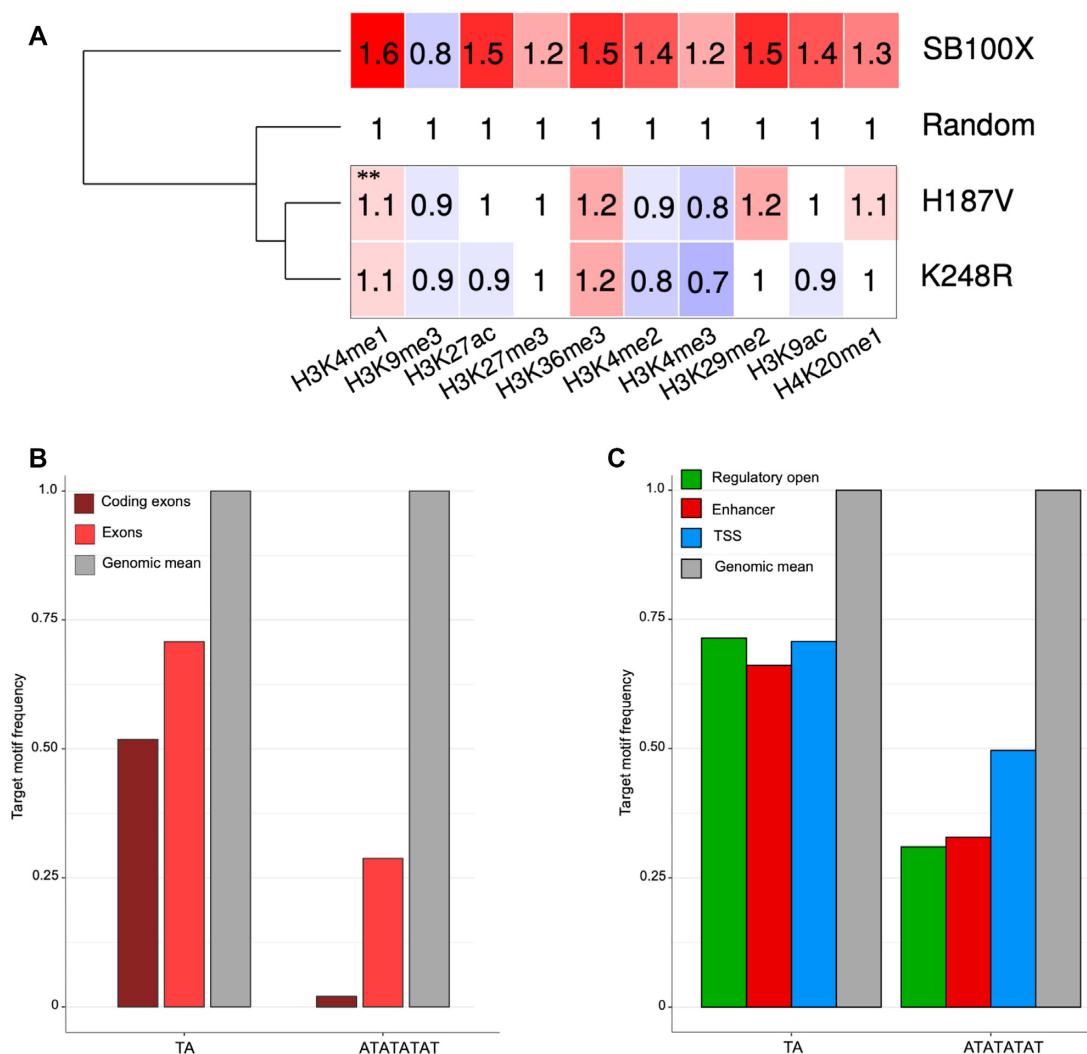 A
1.6 0.8 1.5 1.2 1.5 1.4 1.2 1.5 1.4 1.3 SB100X
1 1 1 1 1 1 1 1 1 1 Random
**
1.1 0.9 1 1 1.2 0.9 0.8 1.2 1 1.1 H187V
1.1 0.9 0.9 1 1.2 0.8 0.7 1 0.9 1 K248R
H3K4me1
H3K9me3
H3K27ac
H3K27me3
H3K36me3
H3K4me2
H3K4me3
H3K29me2
H3K9ac
H4K20me1
B
Coding exons
Exons
Genomic mean
1.0
0.75
0.50
0.25
0
Target motif frequency
TA
ATATATAT
C
Regulatory open
Enhancer
TSS
Genomic mean
1.0
0.75
0.50
0.25
0
Target motif frequency
TA
ATATATAT